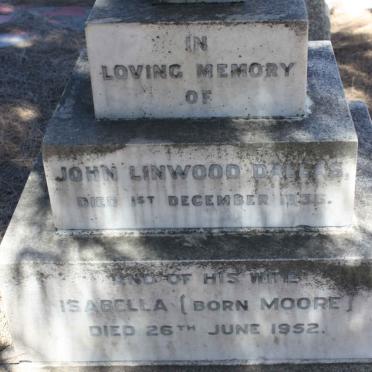 IN
LOVING MEMORY
OF
JOHN LINWOOD
DIED 1ST DECEMBER
AND OF HIS WIFE
ISABELLA (BORN MOORE)
DIED 26TH JUNE 1952.